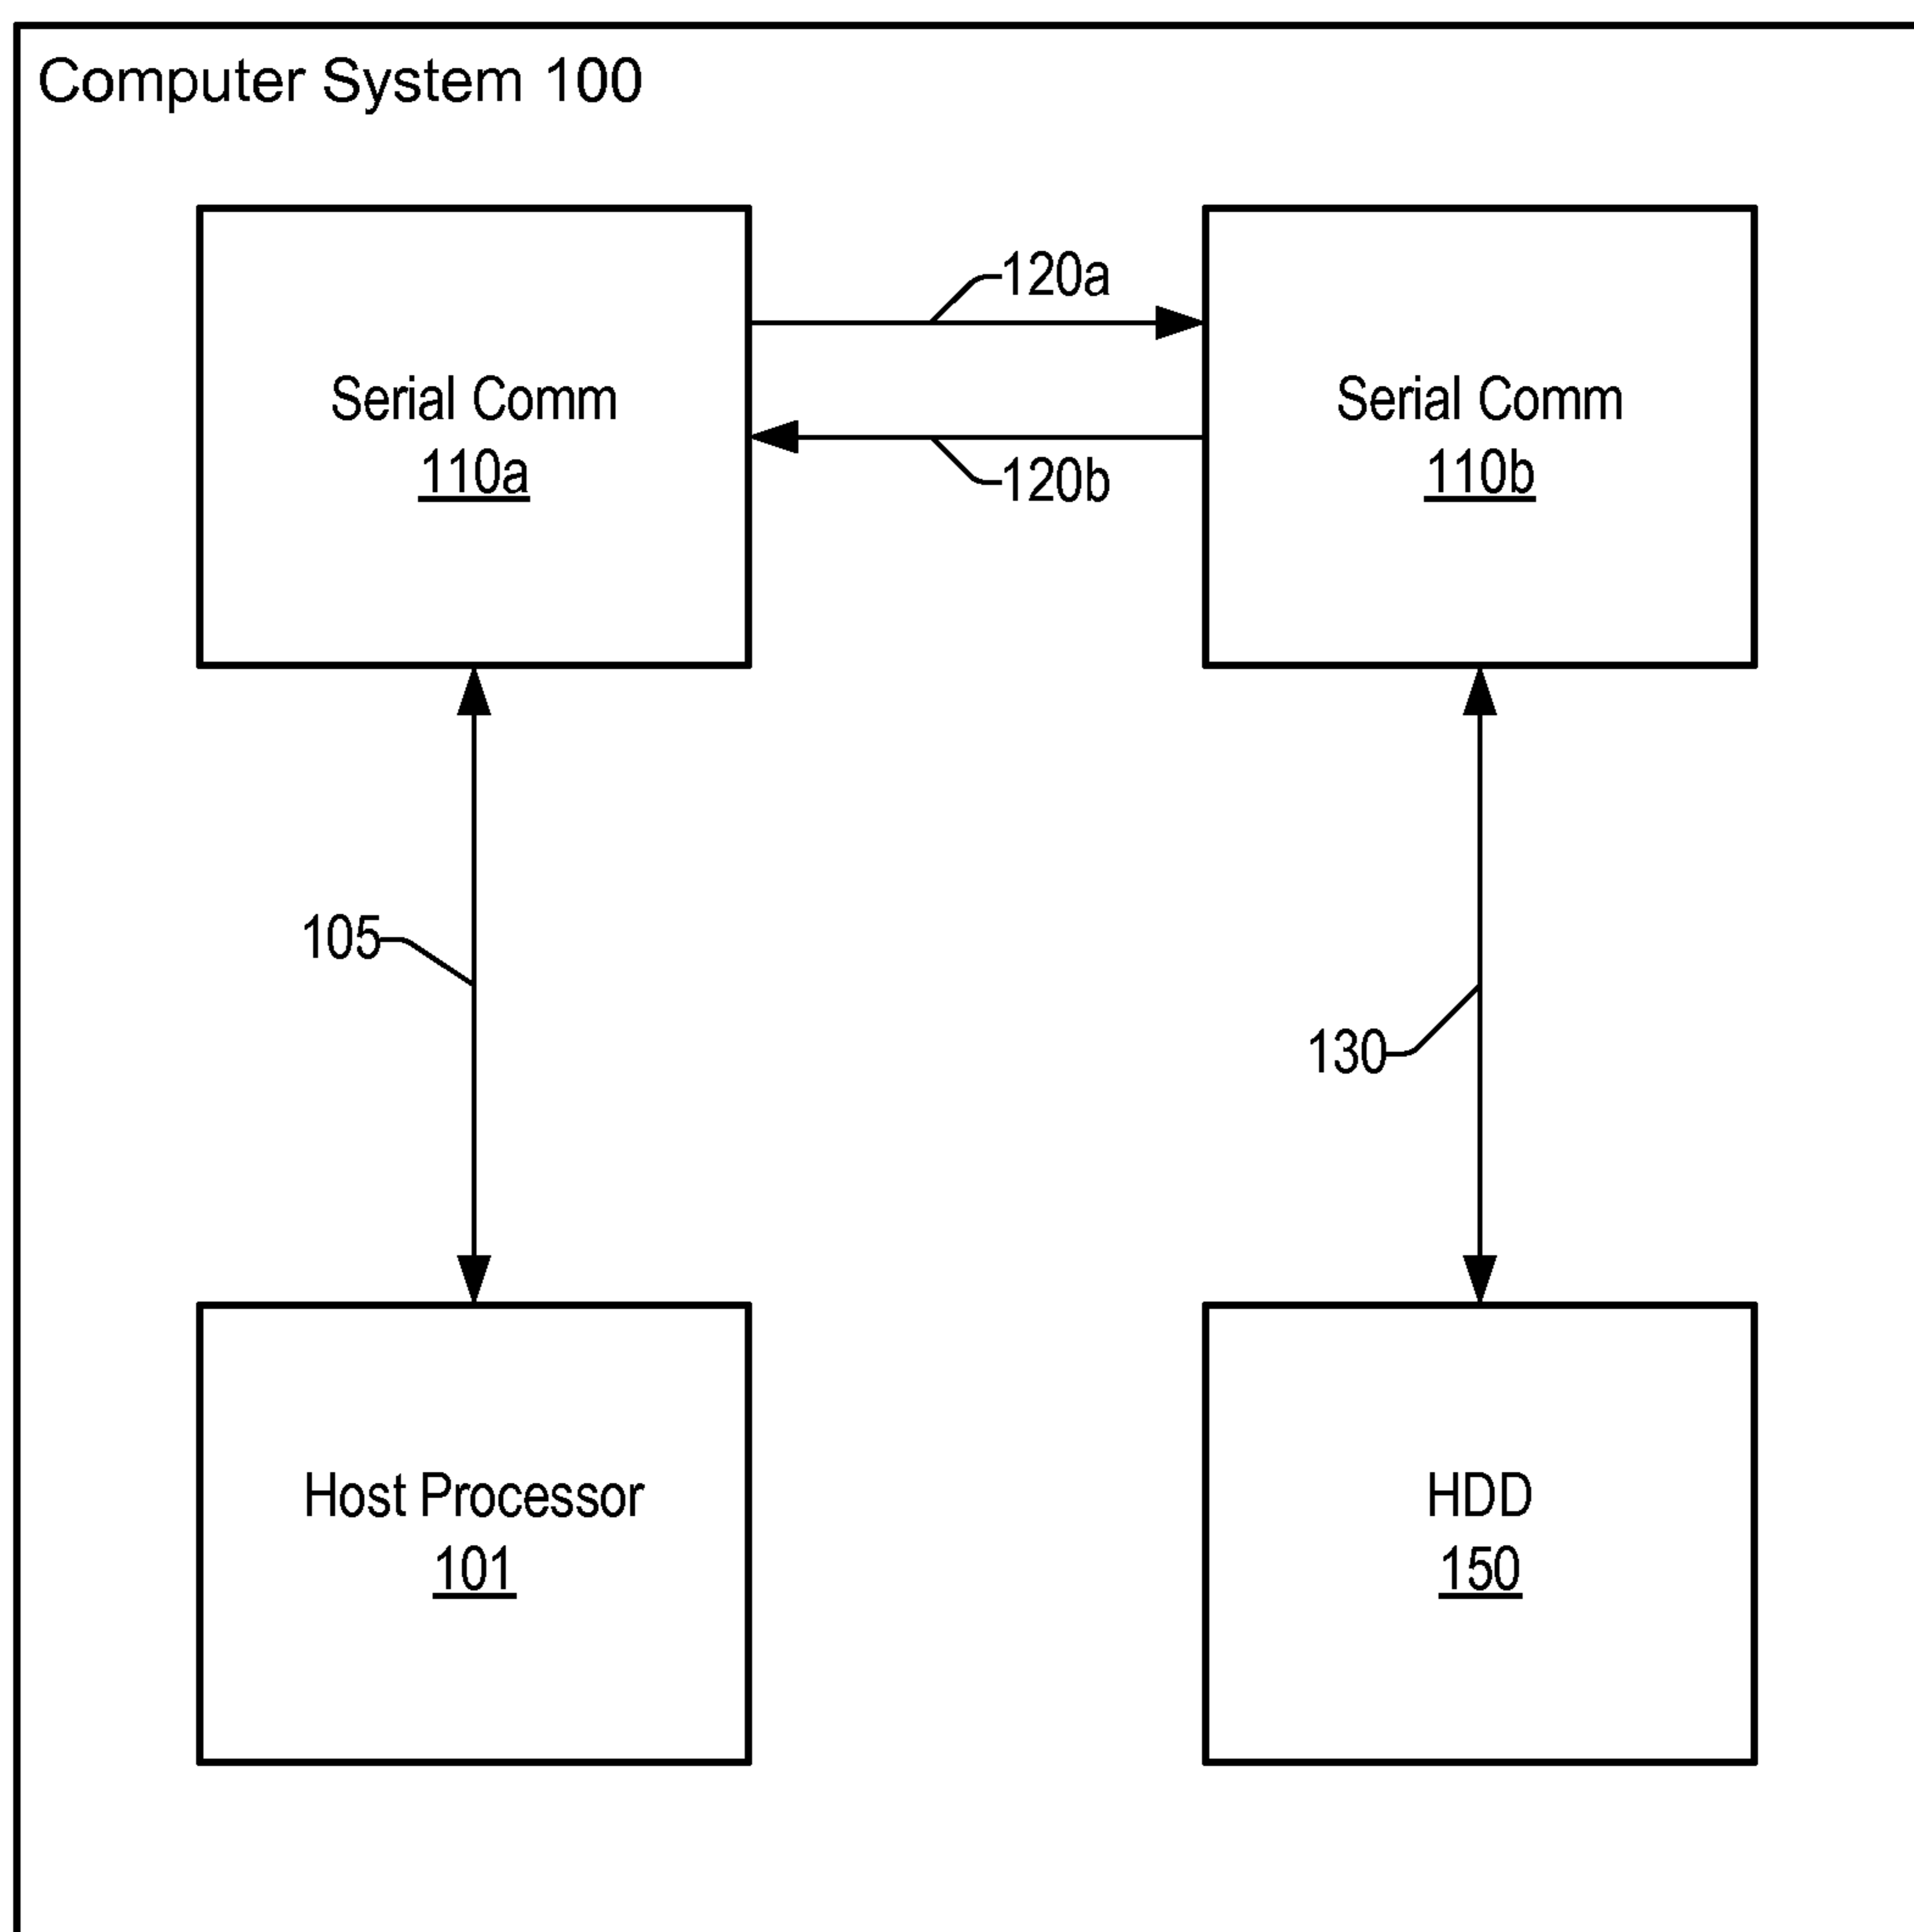 Computer System 100
120a
Serial Comm
110a
Serial Comm
110b
120b
105
130
Host Processor
101
HDD
150